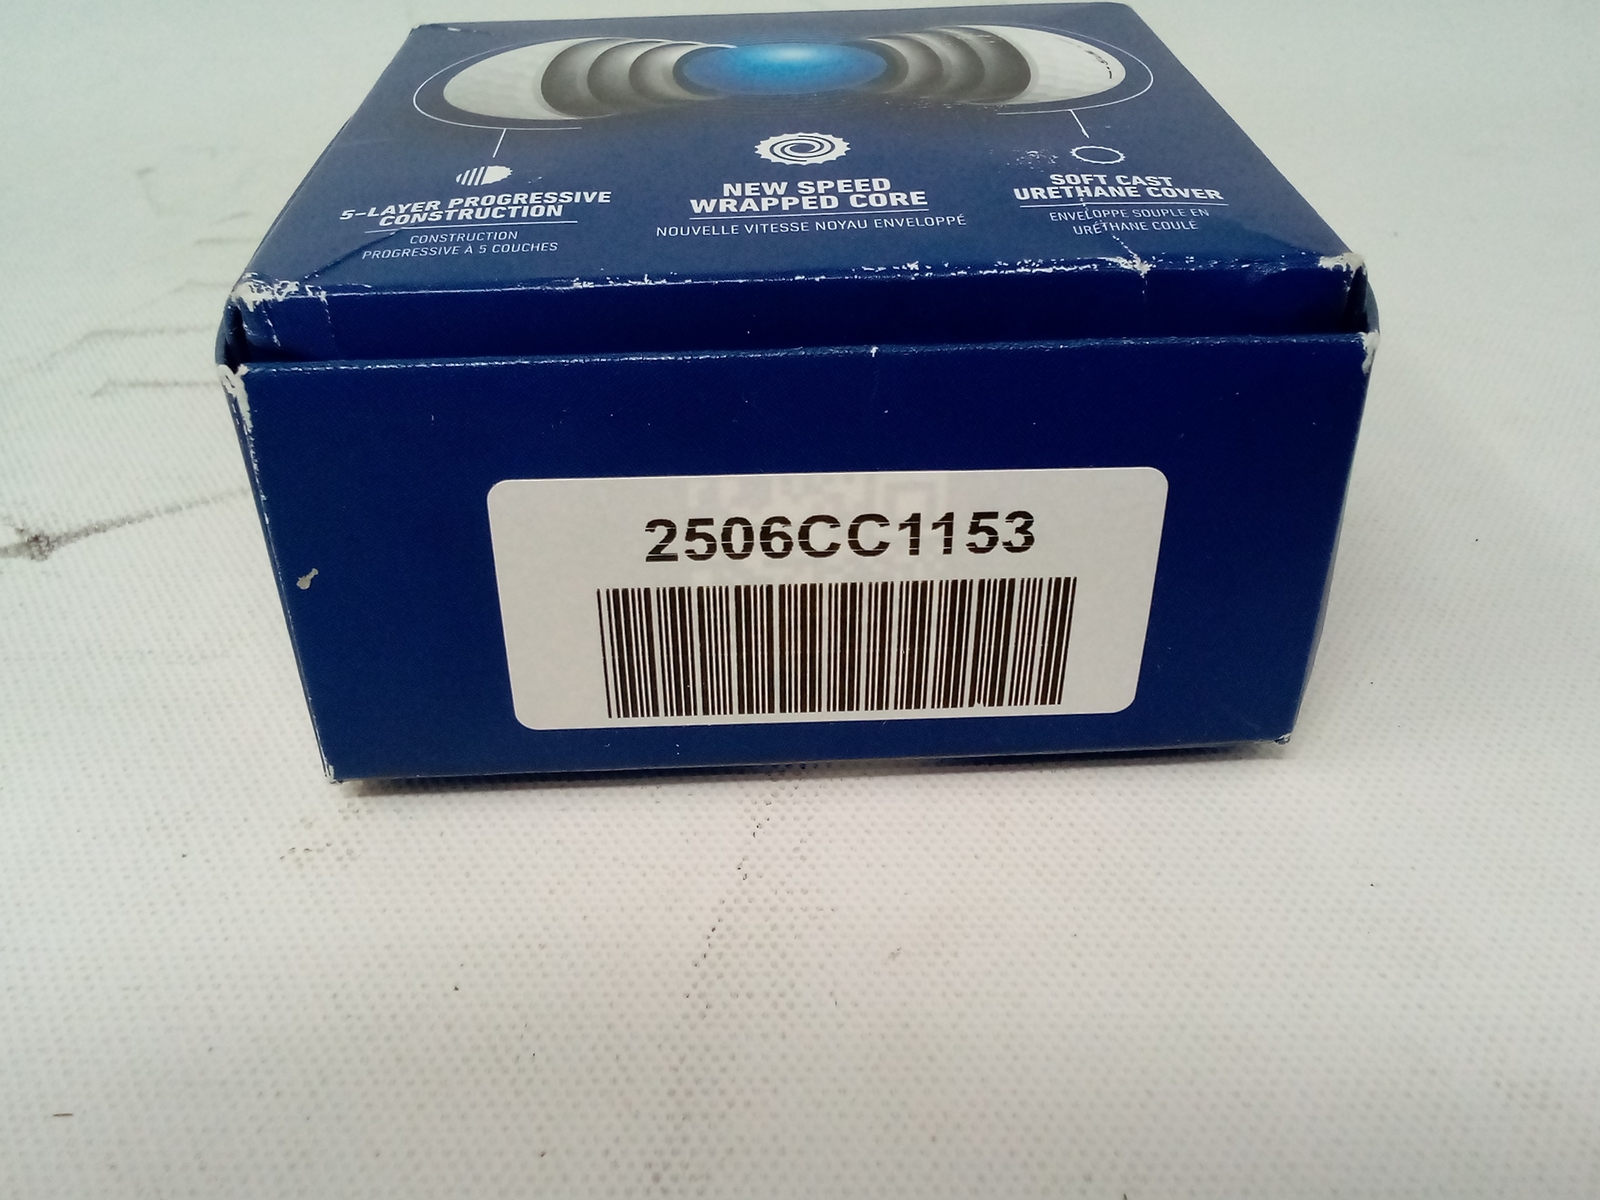 5-LAYER PROGRESSIVE
CONSTRUCTION
CONSTRUCTION
PROGRESSIVE À 5 COUCHES
NEW SPEED
WRAPPED CORE
NOUVELLE VITESSE NOYAU ENVELOPPÉ
SOFT CAST
URETHANE COVER
ENVELOPPE SOUPLE EN
URÉTHANE COULÉ
2506CC1153